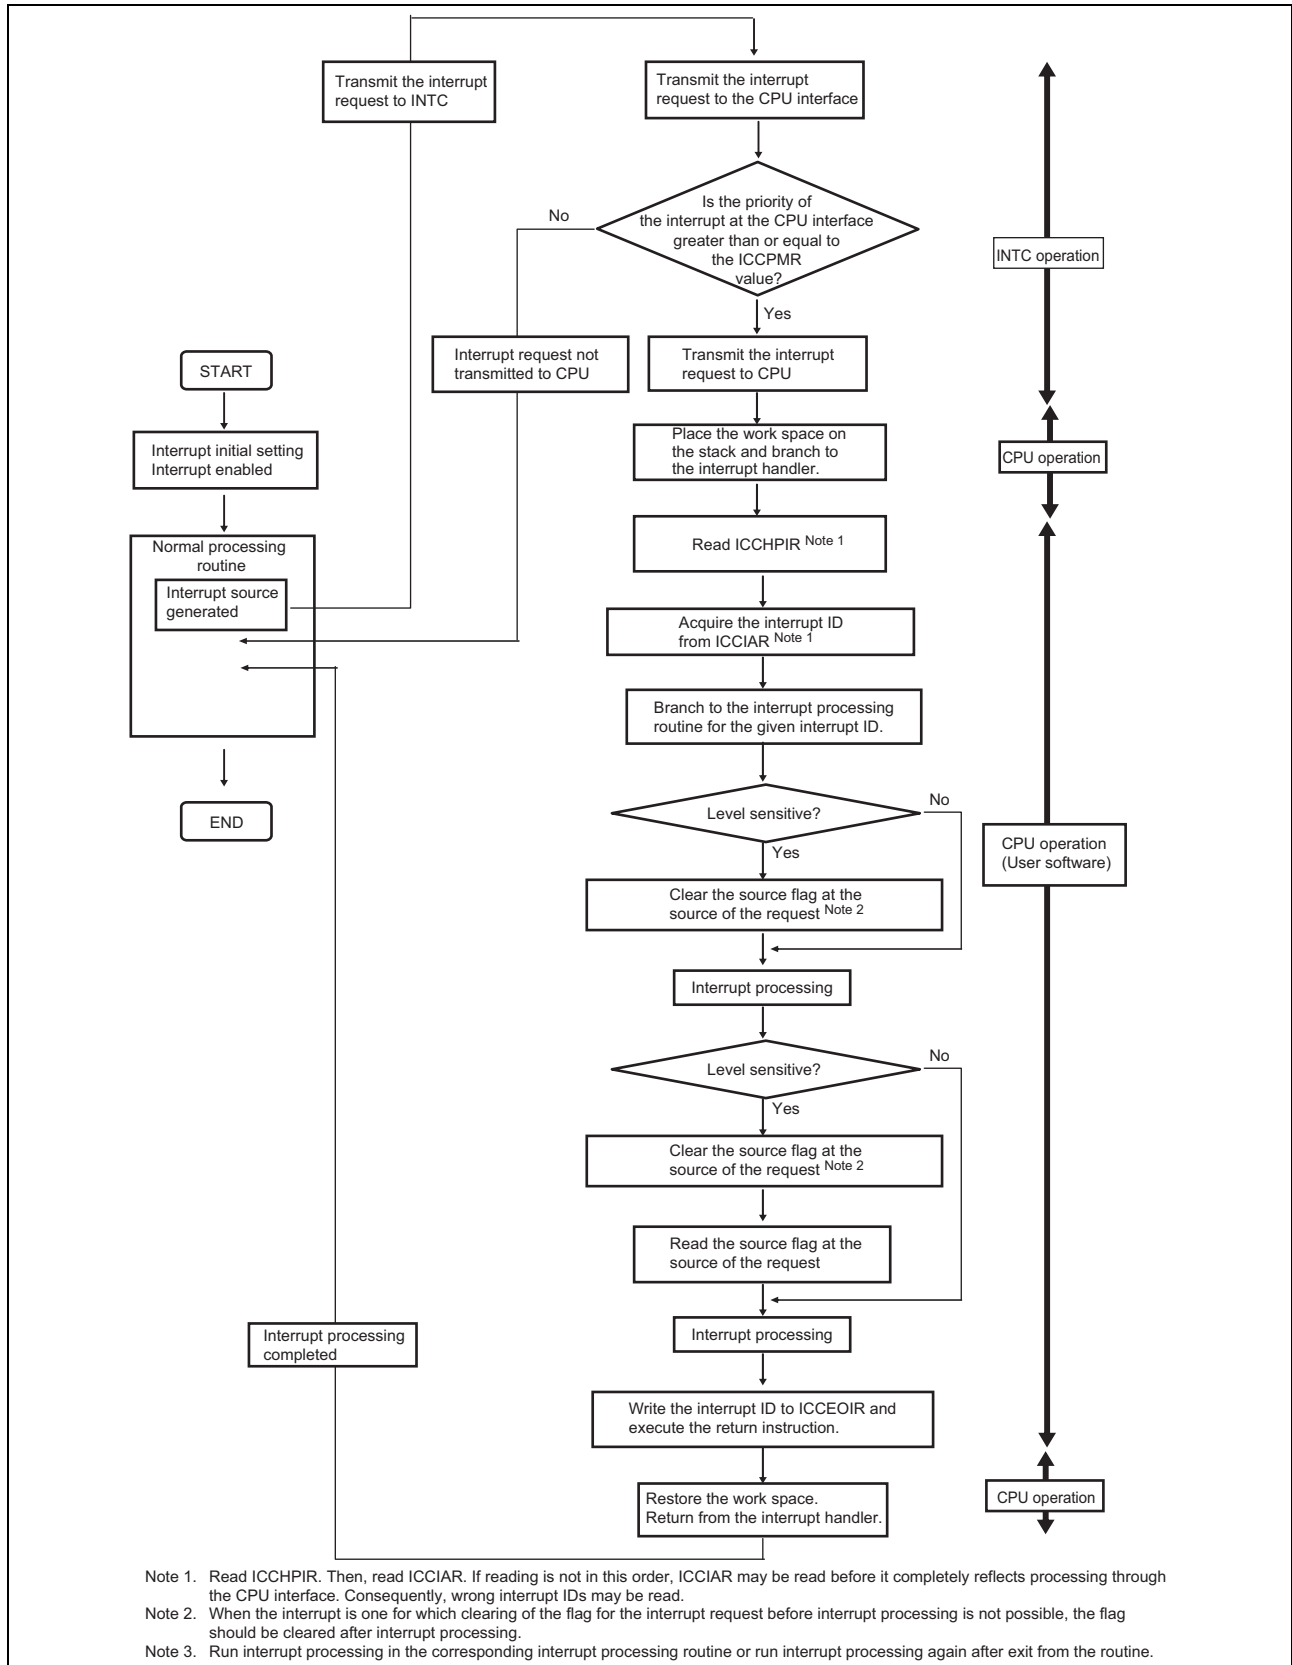 Transmit the interrupt
request to INTC
Transmit the interrupt
request to the CPU interface
Is the priority of
the interrupt at the CPU interface
greater than or equal to
the ICCPMR
value?
No
Yes
INTC operation
Interrupt request not
transmitted to CPU
Transmit the interrupt
request to CPU
START
Interrupt initial setting
Interrupt enabled
Place the work space on
the stack and branch to
the interrupt handler.
CPU operation
Normal processing
routine
Interrupt source
generated
Read ICCHPIR Note 1
Acquire the interrupt ID
from ICCIAR Note 1
Branch to the interrupt processing
routine for the given interrupt ID.
END
Level sensitive?
No
Yes
CPU operation
(User software)
Clear the source flag at the
source of the request Note 2
Interrupt processing
Level sensitive?
No
Yes
Clear the source flag at the
source of the request Note 2
Read the source flag at the
source of the request
Interrupt processing
Interrupt processing
completed
Write the interrupt ID to ICCEOIR and
execute the return instruction.
Restore the work space.
Return from the interrupt handler.
CPU operation
Note 1. Read ICCHPIR. Then, read ICCIAR. If reading is not in this order, ICCIAR may be read before it completely reflects processing through
the CPU interface. Consequently, wrong interrupt IDs may be read.
Note 2. When the interrupt is one for which clearing of the flag for the interrupt request before interrupt processing is not possible, the flag
should be cleared after interrupt processing.
Note 3. Run interrupt processing in the corresponding interrupt processing routine or run interrupt processing again after exit from the routine.